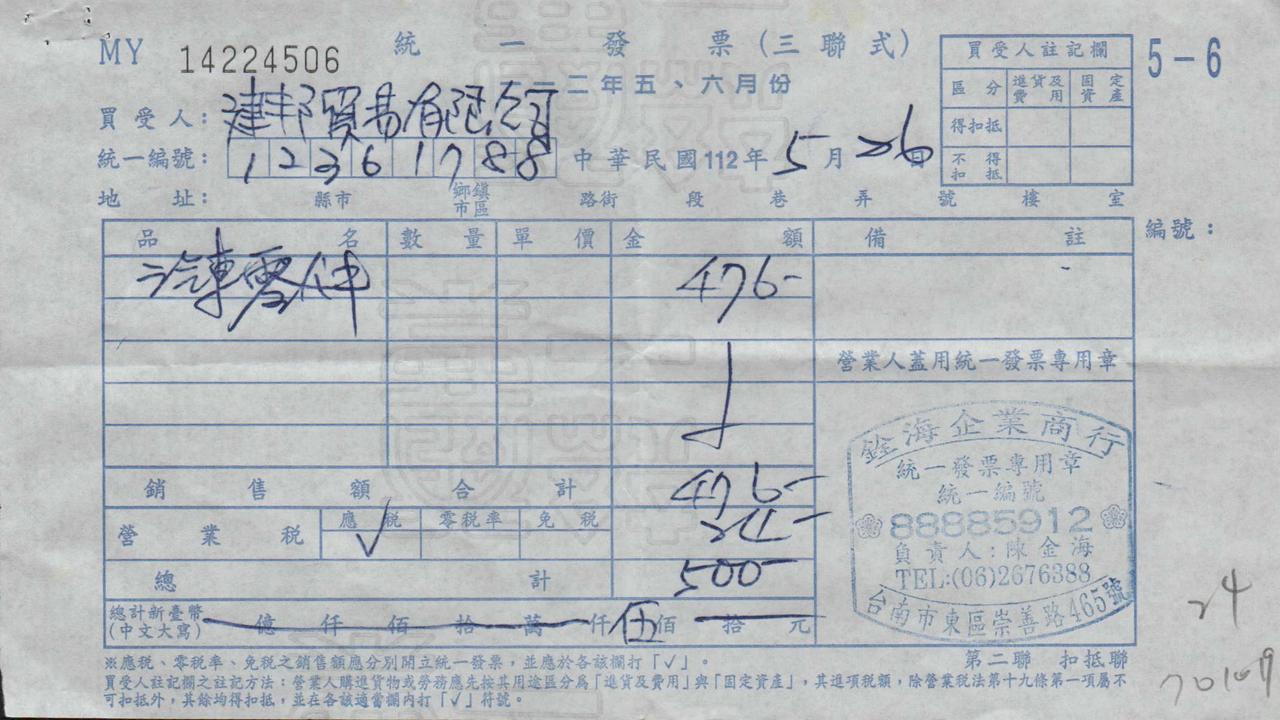 MY 14224506
統一發票(三聯式)
5-6
一二年五、六月份
買受人: 建邦貿易有限公司
統一編號: 12361788
中華民國112年5月26日
地址: 縣市 鄉鎮市區 路街 段 巷 弄 號 樓 室
買受人註記欄
區分 進貨及費用 固定資產
得扣抵
不得扣抵
編號:
品名 數量 單價 金額 備註
汽車零件 476-
營業人蓋用統一發票專用章
銷售額合計 476-
營業稅 應稅 ✓ 零稅率 免稅 24-
總計 500-
總計新臺幣(中文大寫) 億 仟 佰 拾 萬 仟 伍佰 拾 元
鋒海企業商行
統一發票專用章
統一編號
88885912
負責人:陳金海
TEL:(06)2676388
台南市東區崇善路465號
24
※應稅、零稅率、免稅之銷售額應分別開立統一發票,並應於各該欄打「✓」。
第二聯 扣抵聯
買受人註記欄之註記方法:營業人購進貨物或勞務應先按其用途區分為「進貨及費用」與「固定資產」,其進項稅額,除營業稅法第十九條第一項屬不
可扣抵外,其餘均得扣抵,並在各該適當欄內打「✓」符號。